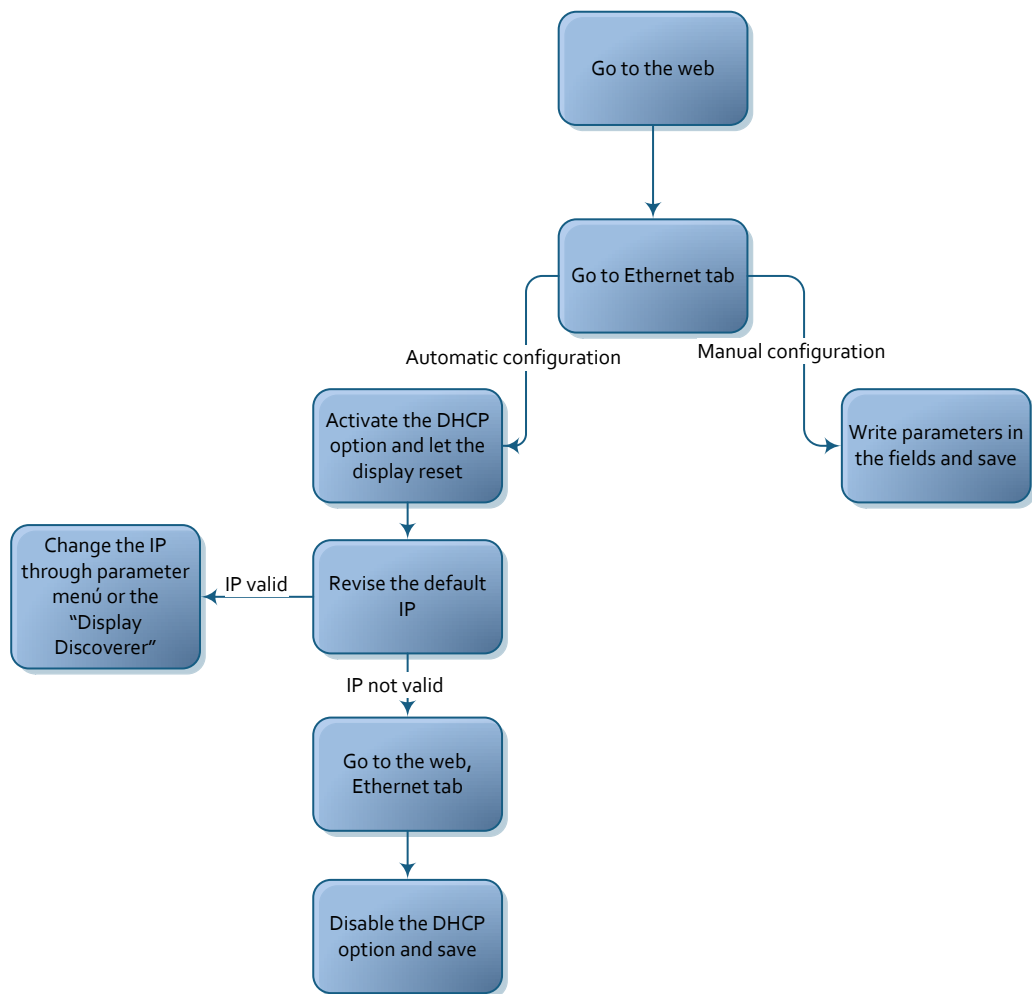 Go to the web
Go to Ethernet tab
Automatic configuration
Manual configuration
Activate the DHCP
option and let the
display reset
Write parameters in
the fields and save
Change the IP
through parameter
menú or the
“Display
Discoverer”
IP valid
Revise the default
IP
IP not valid
Go to the web,
Ethernet tab
Disable the DHCP
option and save